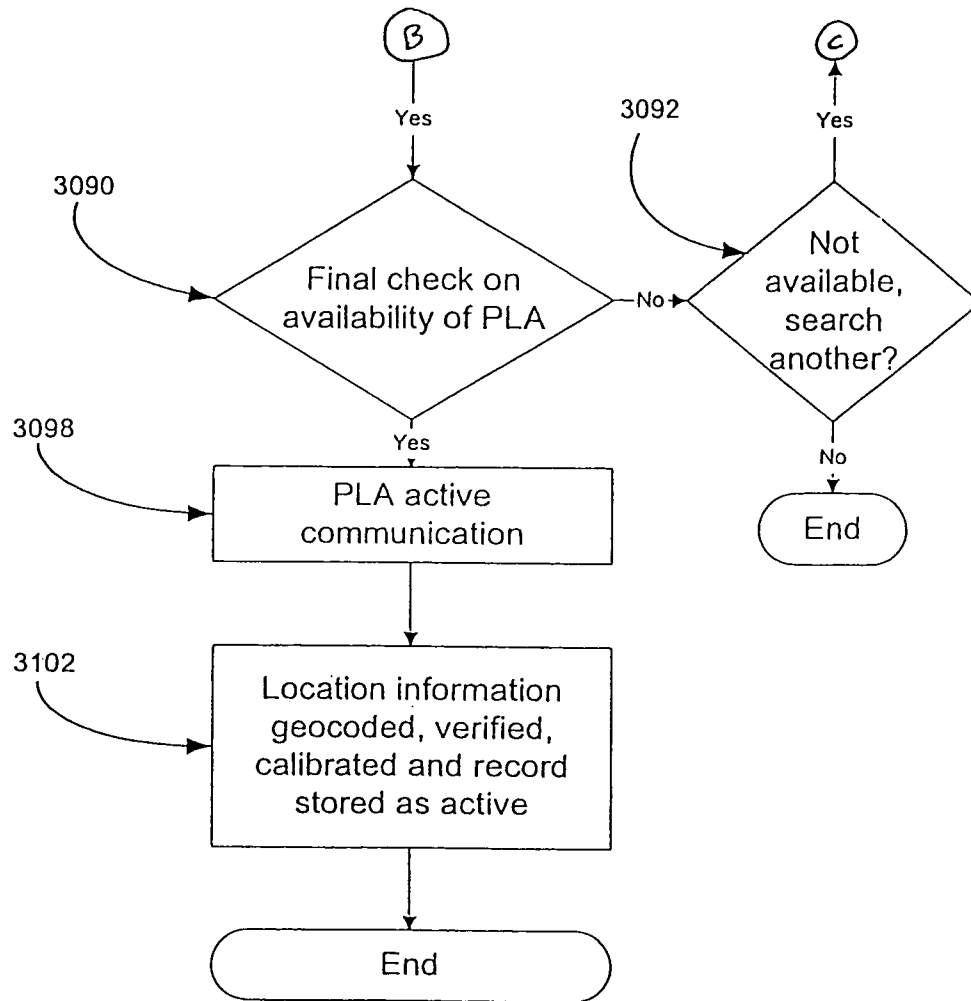 B
C
Yes
3092
Yes
3090
Final check on
availability of PLA
No
Not
available,
search
another?
3098
Yes
No
PLA active
communication
End
3102
Location information
geocoded, verified,
calibrated and record
stored as active
End